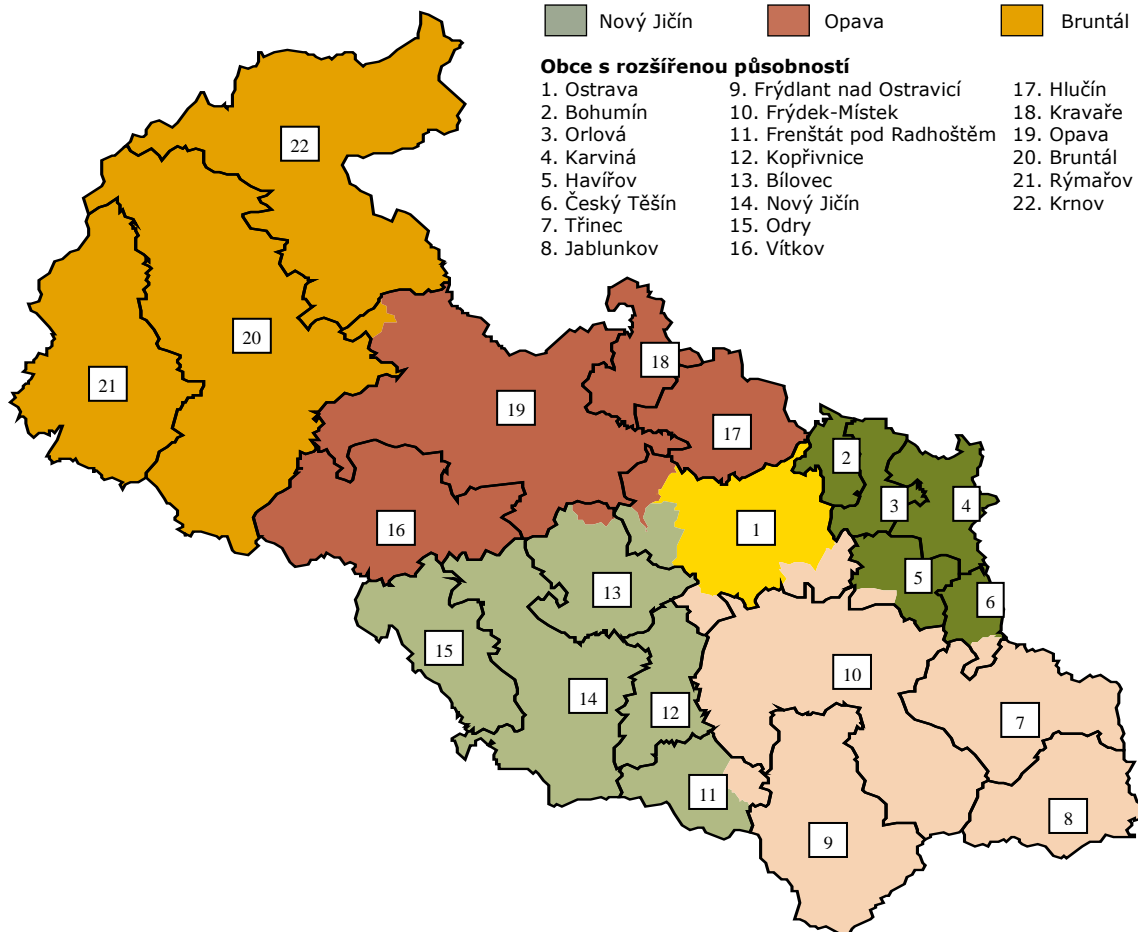 Nový Jičín Opava Bruntál
Obce s rozšířenou působností
1. Ostrava
2. Bohumín
3. Orlová
4. Karviná
5. Havířov
6. Český Těšín
7. Třinec
8. Jablunkov
9. Frýdlant nad Ostravicí
10. Frýdek-Místek
11. Frenštát pod Radhoštěm
12. Kopřivnice
13. Bílovec
14. Nový Jičín
15. Odry
16. Vítkov
17. Hlučín
18. Kravaře
19. Opava
20. Bruntál
21. Rýmařov
22. Krnov
22
20
21
18
19
17
2
3
4
16
1
5
13
6
15
10
14
12
7
11
8
9